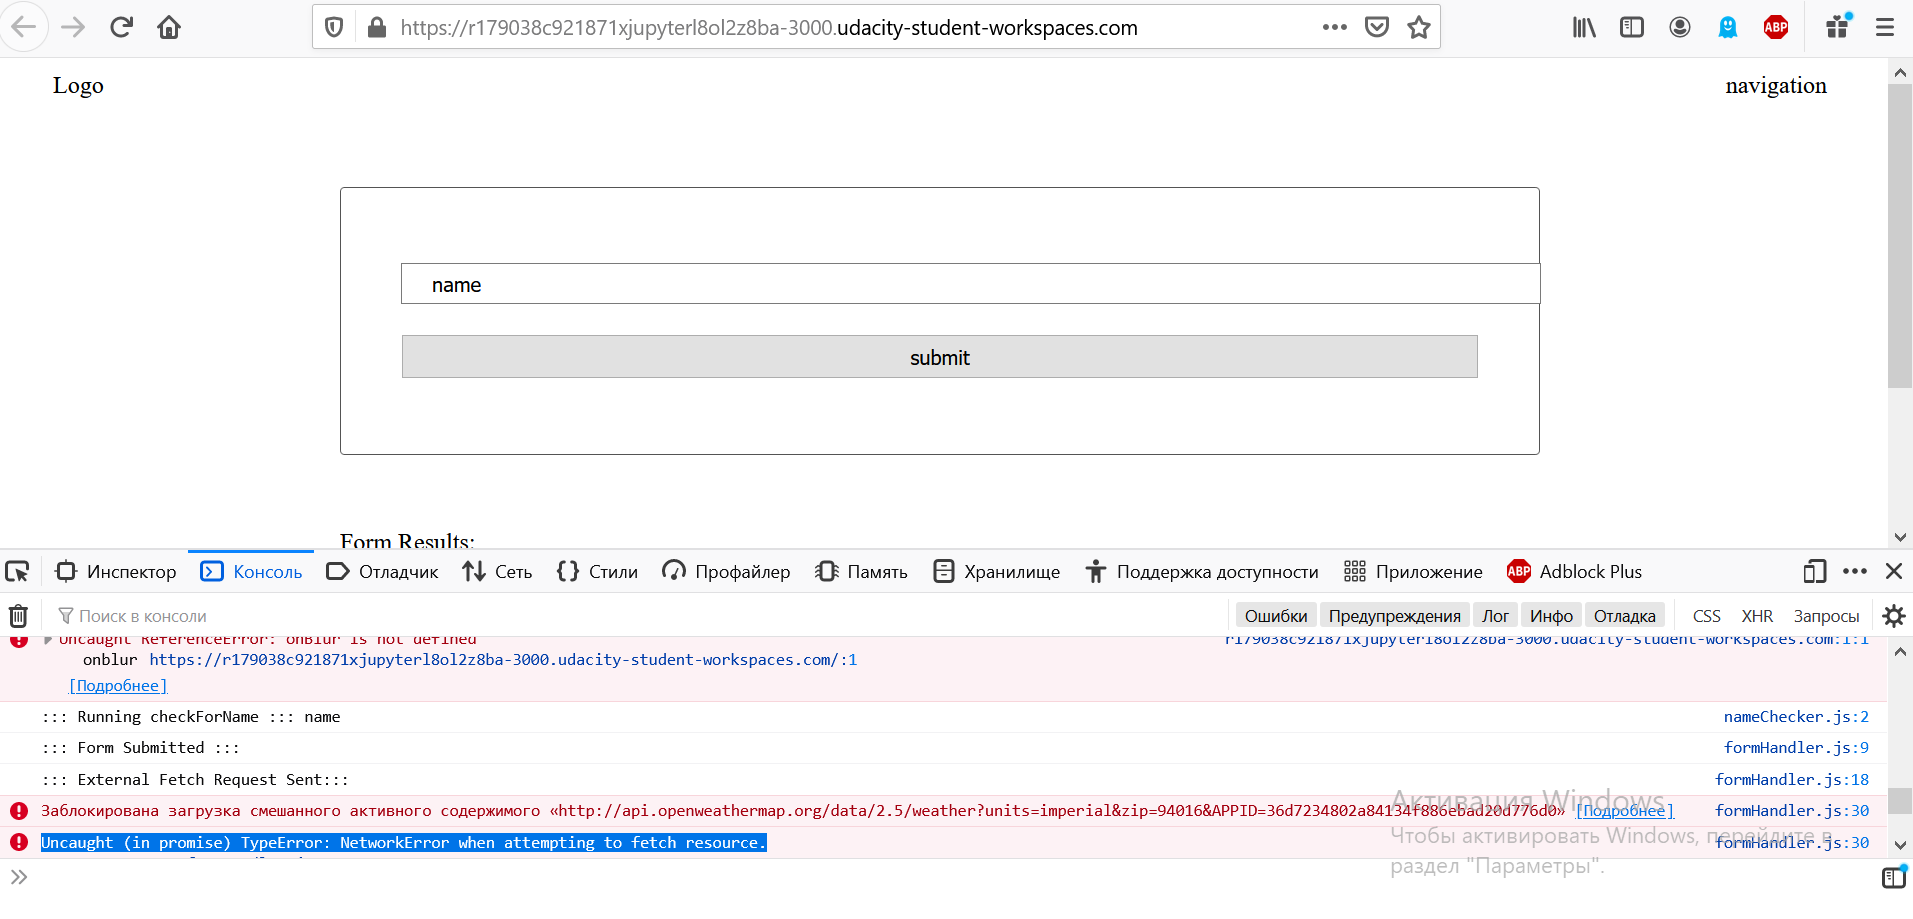 https://r179038c921871xjupyterl8ol2z8ba-3000.udacity-student-workspaces.com
ABP
Logo
navigation
name
submit
Form Results:
Инспектор
Консоль
Отладчик
Сеть
Стили
Профайлер
Память
Хранилище
Поддержка доступности
Приложение
ABP
Adblock Plus
Поиск в консоли
Ошибки
Предупреждения
Лог
Инфо
Отладка
CSS
XHR
Запросы
Uncaught ReferenceError: onBlur is not defined
r179038c921871xjupyterl8ol2z8ba-3000.udacity-student-workspaces.com:1:1
onblur https://r179038c921871xjupyterl8ol2z8ba-3000.udacity-student-workspaces.com/:1
[Подробнее]
::: Running checkForName ::: name
nameChecker.js:2
::: Form Submitted :::
formHandler.js:9
::: External Fetch Request Sent:::
formHandler.js:18
Заблокирована загрузка смешанного активного содержимого «http://api.openweathermap.org/data/2.5/weather?units=imperial&zip=94016&APPID=36d7234802a84134f886ebad20d776d0» [Подробнее]
formHandler.js:30
Uncaught (in promise) TypeError: NetworkError when attempting to fetch resource.
formHandler.js:30
Активация Windows
Чтобы активировать Windows, перейдите в
раздел "Параметры".